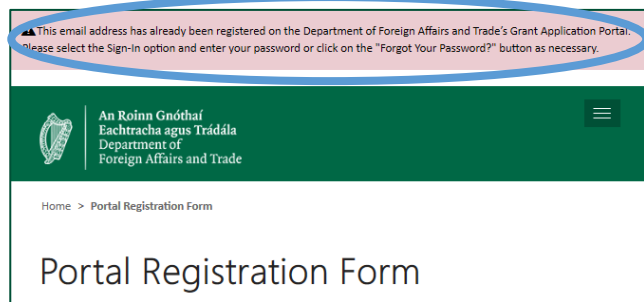 This email address has already been registered on the Department of Foreign Affairs and Trade's Grant Application Portal.
Please select the Sign-In option and enter your password or click on the "Forgot Your Password?" button as necessary.
An Roinn Gnóthaí
Eachtracha agus Trádála
Department of
Foreign Affairs and Trade
Home > Portal Registration Form
Portal Registration Form